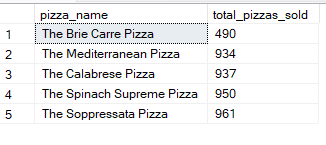 pizza_name total_pizzas_sold
1 The Brie Carre Pizza 490
2 The Mediterranean Pizza 934
3 The Calabrese Pizza 937
4 The Spinach Supreme Pizza 950
5 The Soppressata Pizza 961